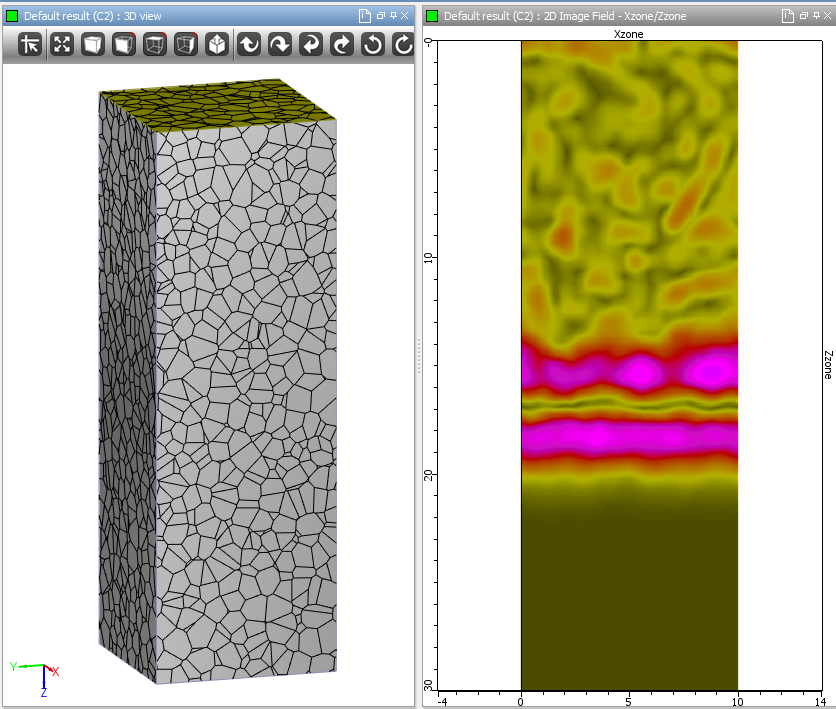 Default result (C2) : 3D view
Y
X
Z
Default result (C2) : 2D Image Field - Xzone/Zzone
Xzone
0
10
20
30
Zzone
-4
0
5
10
14